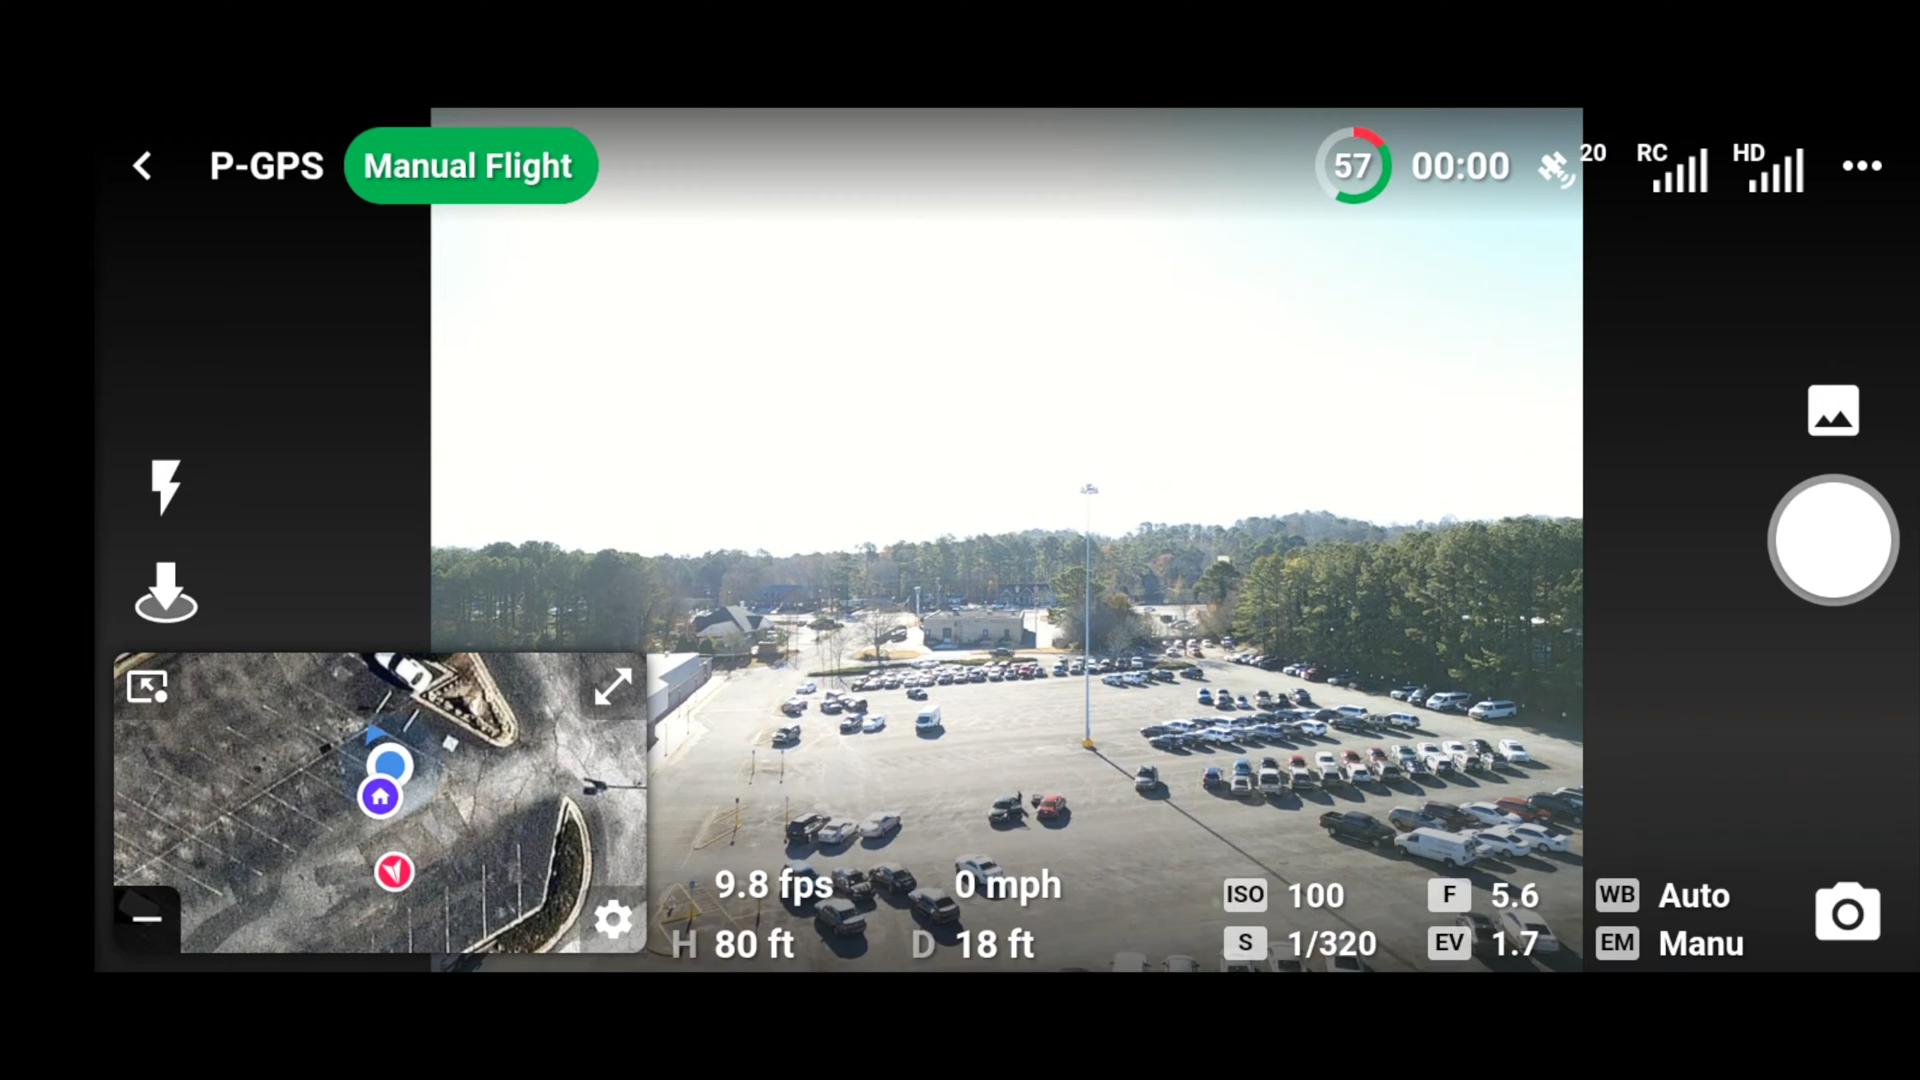 P-GPS Manual Flight 57 00:00 20 RC HD
9.8 fps 0 mph
H 80 ft D 18 ft
ISO 100 F 5.6 WB Auto
S 1/320 EV 1.7 EM Manu